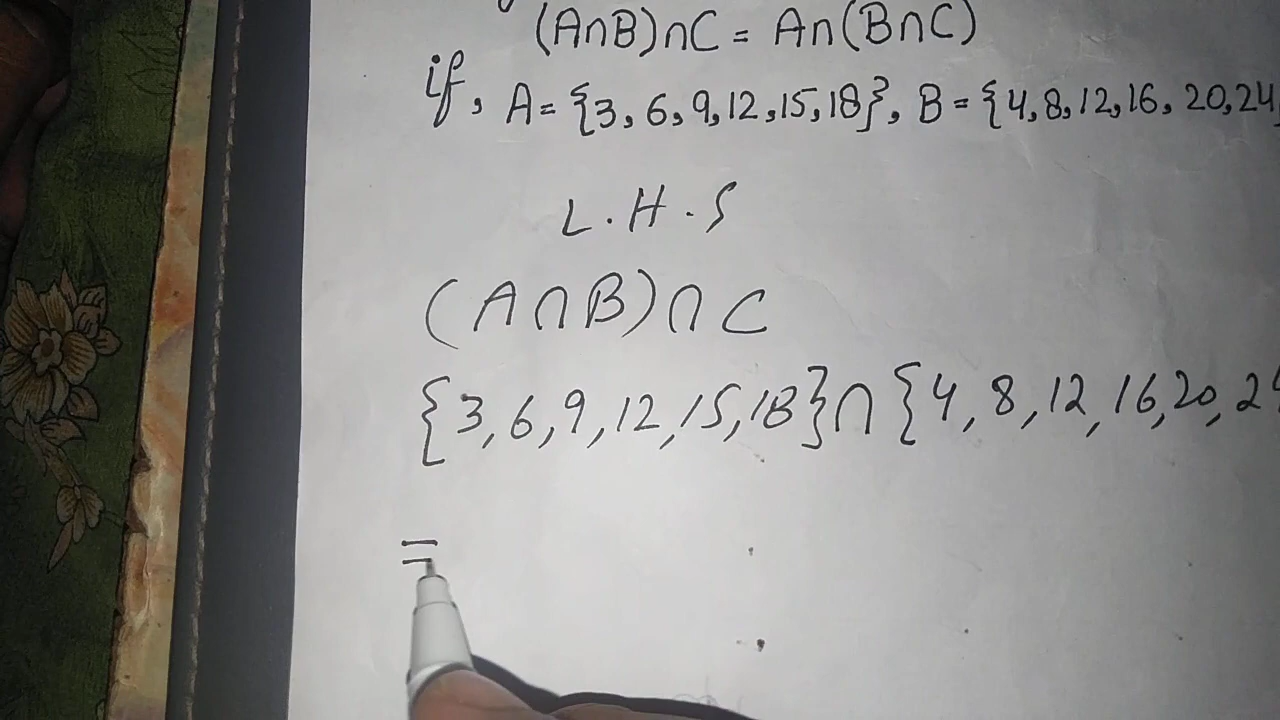 (A∩B)∩C = A∩(B∩C)
if, A = {3, 6, 9, 12, 15, 18}, B = {4, 8, 12, 16, 20, 24
L.H.S
(A∩B)∩C
{3, 6, 9, 12, 15, 18}∩{4, 8, 12, 16, 20, 24
=